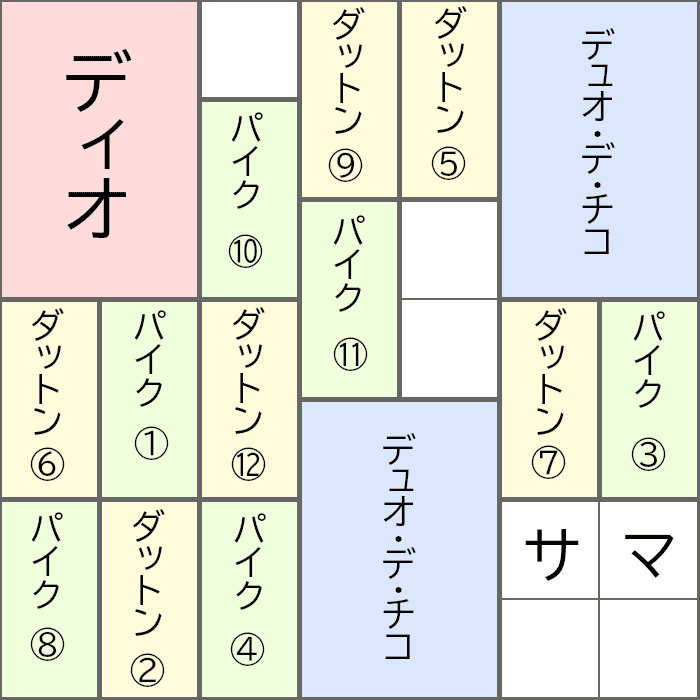 ディオ
ダットン⑨
ダットン⑤
デュオ・デ・チコ
パイク⑩
パイク⑪
ダットン⑥
パイク①
ダットン⑫
ダットン⑦
パイク③
デュオ・デ・チコ
パイク⑧
ダットン②
パイク④
サマ